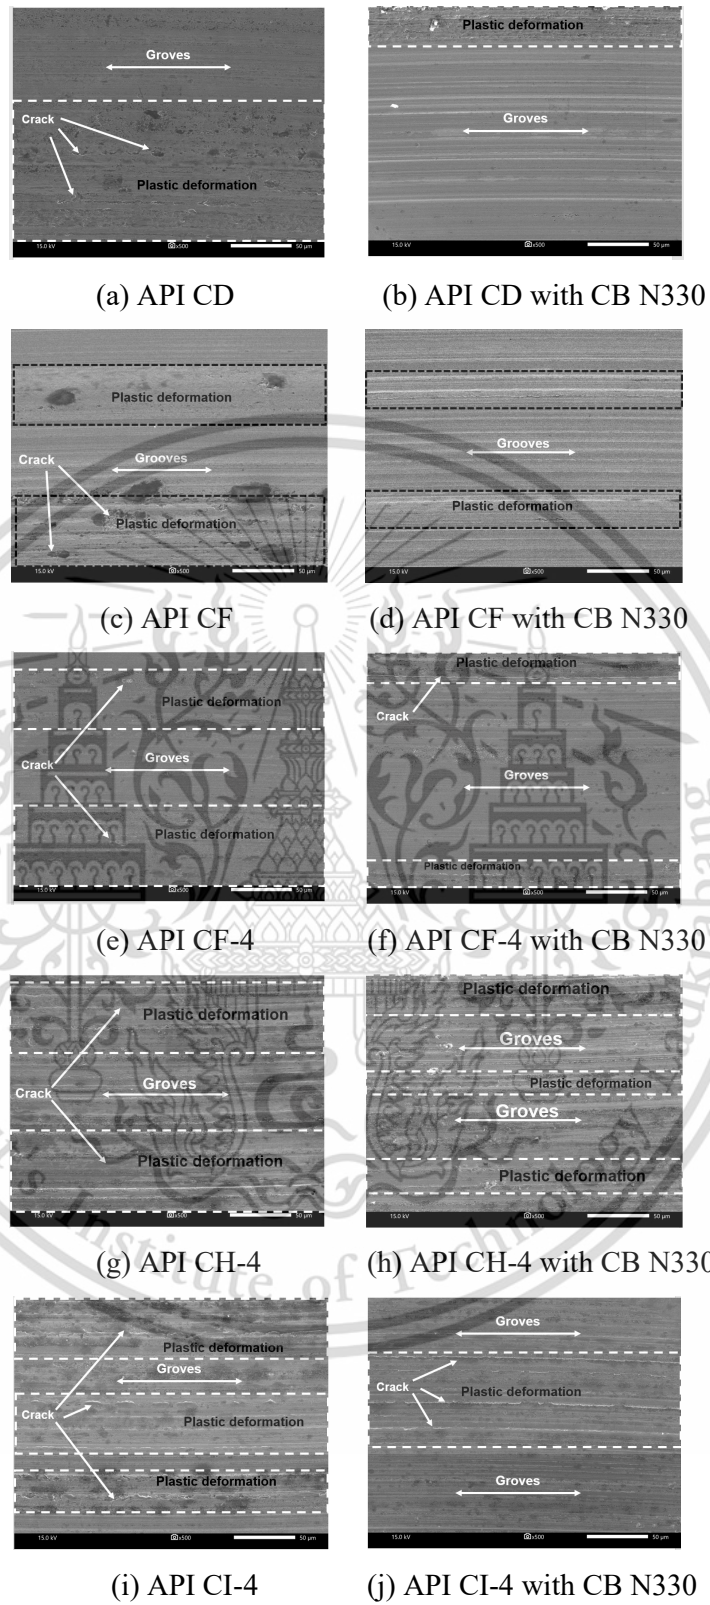 Plastic deformation
Groves
Crack
Groves
Plastic deformation
15.0 kV x500 50 µm
15.0 kV x500 50 µm
(a) API CD
(b) API CD with CB N330
Plastic deformation
Crack
Grooves
Grooves
Plastic deformation
Plastic deformation
15.0 kV x500 50 µm
15.0 kV x500 50 µm
(c) API CF
(d) API CF with CB N330
Plastic deformation
Plastic deformation
Crack
Crack
Groves
Groves
Plastic deformation
Plastic deformation
15.0 kV x500 50 µm
15.0 kV x500 50 µm
(e) API CF-4
(f) API CF-4 with CB N330
Plastic deformation
Plastic deformation
Groves
Crack
Groves
Plastic deformation
Groves
Plastic deformation
Plastic deformation
15.0 kV x500 50 µm
15.0 kV x500 50 µm
(g) API CH-4
(h) API CH-4 with CB N330
Institute of Technology
Plastic deformation
Groves
Groves
Crack
Crack
Plastic deformation
Plastic deformation
Plastic deformation
Groves
15.0 kV x500 50 µm
15.0 kV x500 50 µm
(i) API CI-4
(j) API CI-4 with CB N330